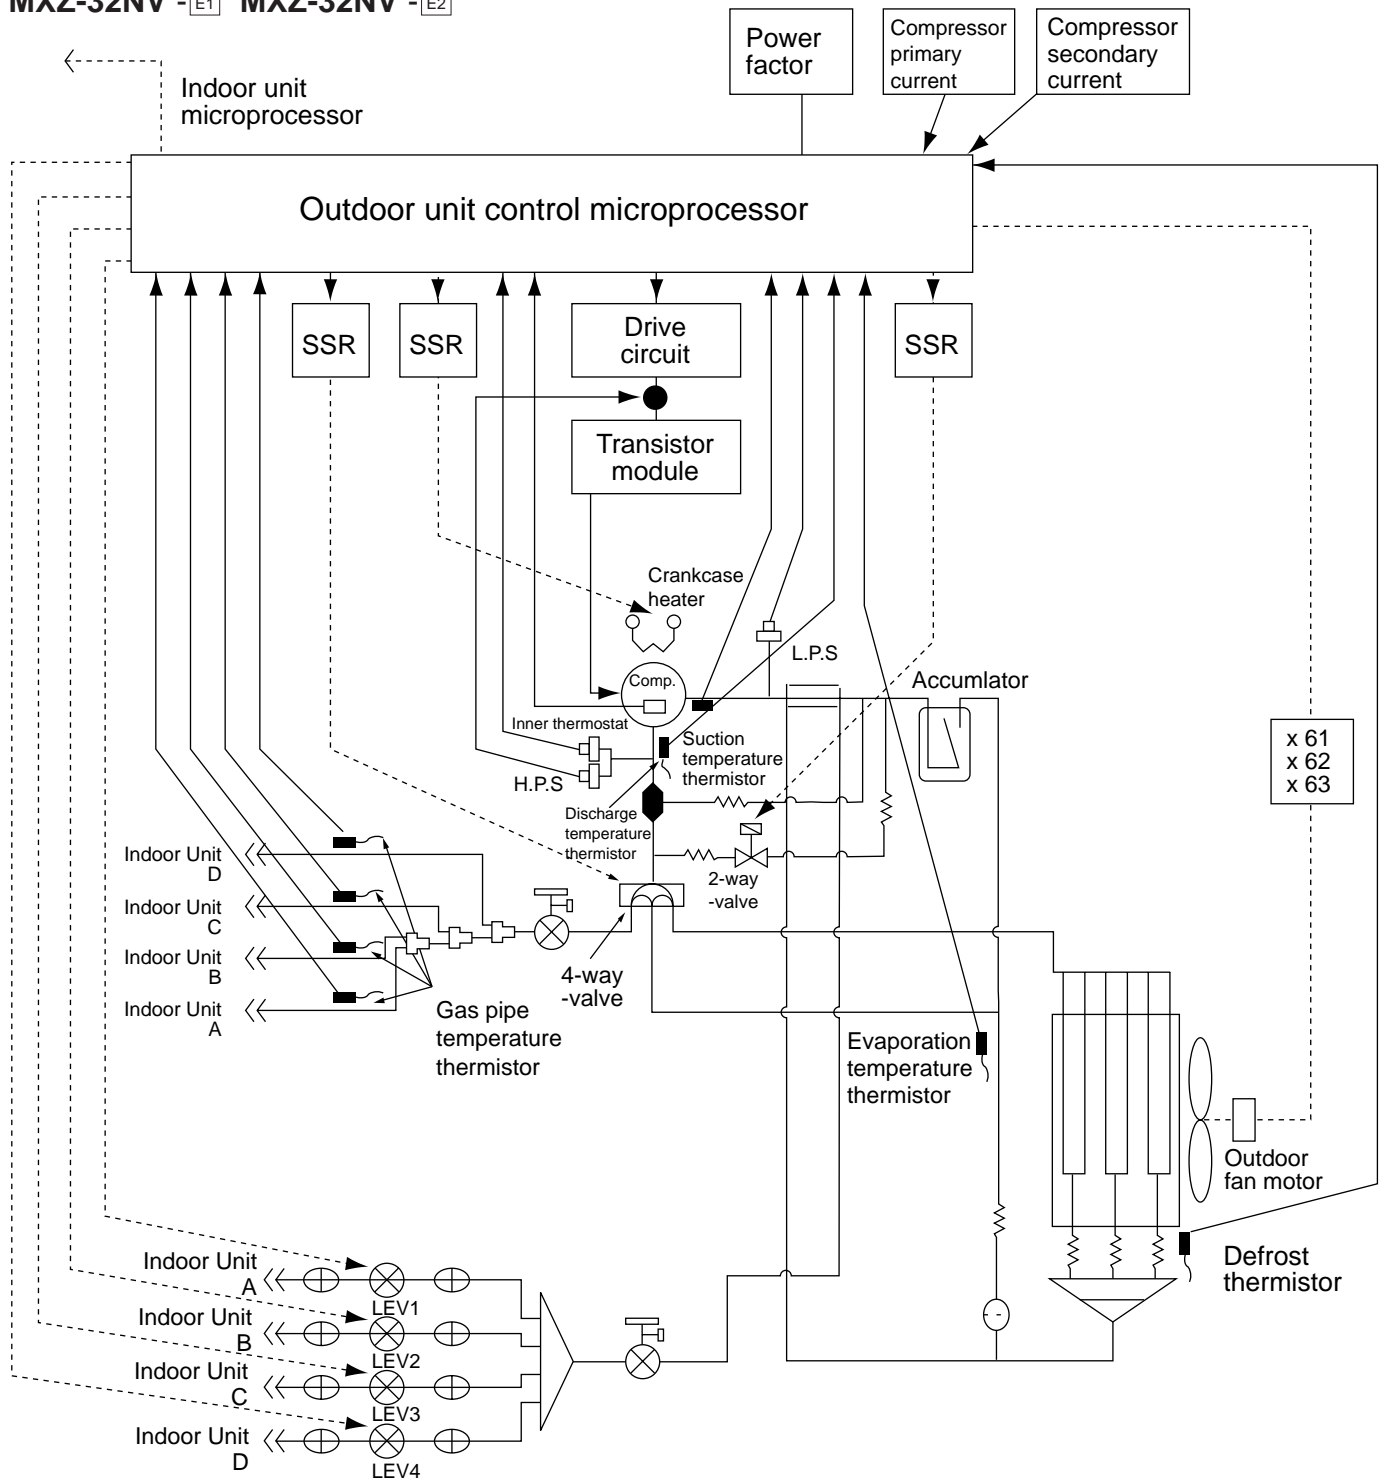 MXZ-32NV - E1 MXZ-32NV - E2
Power
factor
Compressor
primary
current
Compressor
secondary
current
Indoor unit
microprocessor
Outdoor unit control microprocessor
SSR
SSR
Drive
circuit
SSR
Transistor
module
Crankcase
heater
L.P.S
Comp.
Accumlator
Inner thermostat
Suction
temperature
thermistor
H.P.S
Discharge
temperature
thermistor
x 61
x 62
x 63
2-way
-valve
Indoor Unit
D
Indoor Unit
C
Indoor Unit
B
Indoor Unit
A
4-way
-valve
Gas pipe
temperature
thermistor
Evaporation
temperature
thermistor
Outdoor
fan motor
Defrost
thermistor
Indoor Unit
A
LEV1
Indoor Unit
B
LEV2
Indoor Unit
C
LEV3
Indoor Unit
D
LEV4